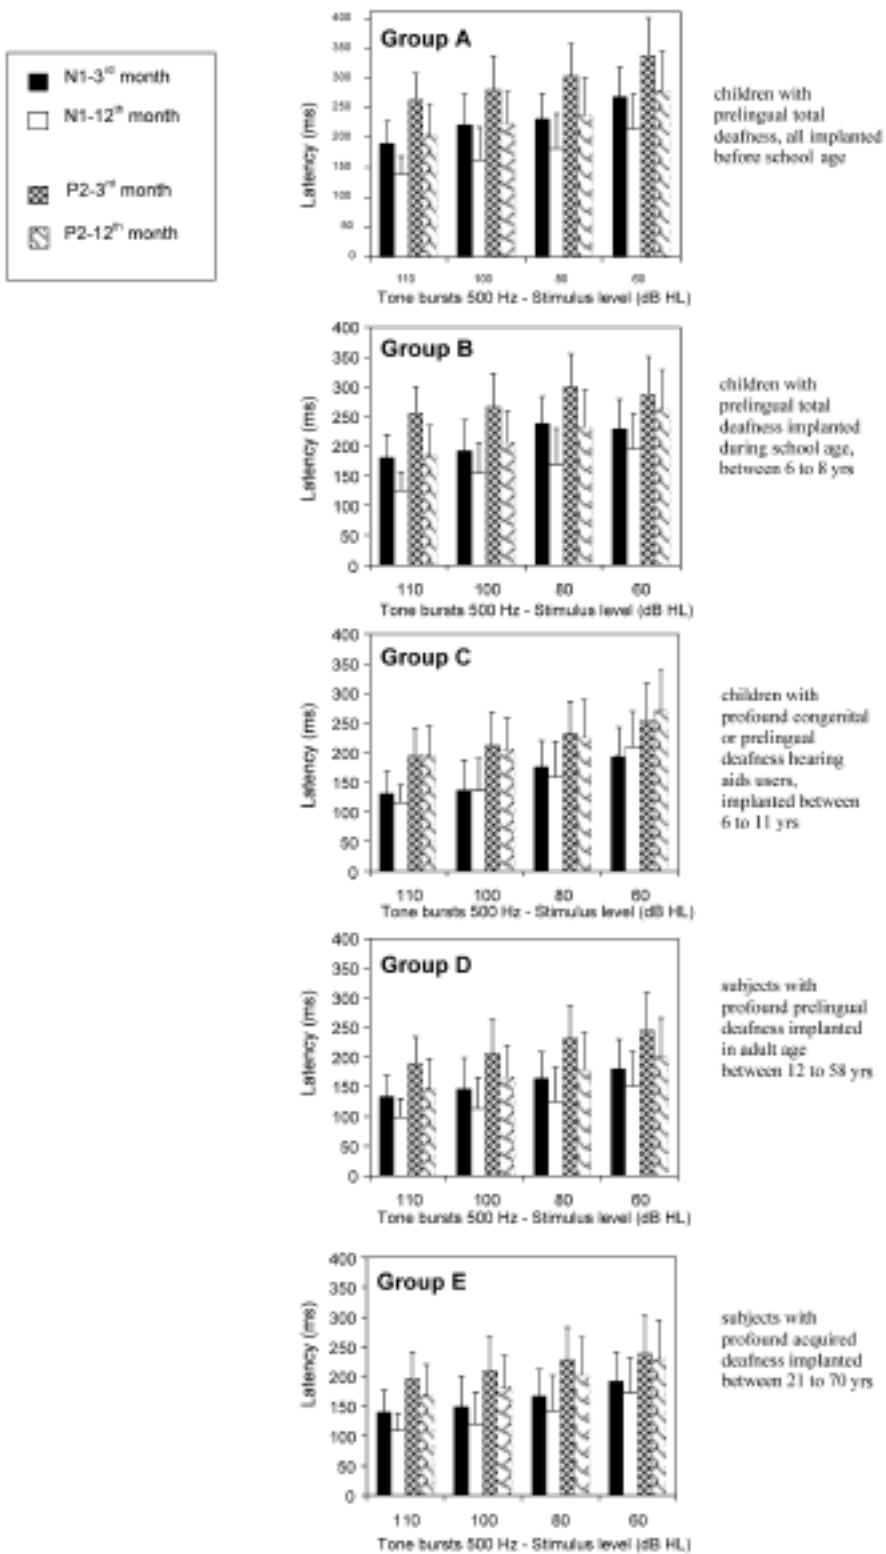 N1-3rd month
N1-12th month
P2-3rd month
P2-12th month
Group A
Latency (ms)
400
350
300
250
200
150
100
50
0
110 100 80 60
Tone bursts 500 Hz - Stimulus level (dB HL)
children with
prelingual total
deafness, all implanted
before school age
Group B
Latency (ms)
400
350
300
250
200
150
100
50
0
110 100 80 60
Tone bursts 500 Hz - Stimulus level (dB HL)
children with
prelingual total
deafness implanted
during school age,
between 6 to 8 yrs
Group C
Latency (ms)
400
350
300
250
200
150
100
50
0
110 100 80 60
Tone bursts 500 Hz - Stimulus level (dB HL)
children with
profound congenital
or prelingual
deafness hearing
aids users,
implanted between
6 to 11 yrs
Group D
Latency (ms)
400
350
300
250
200
150
100
50
0
110 100 80 60
Tone bursts 500 Hz - Stimulus level (dB HL)
subjects with
profound prelingual
deafness implanted
in adult age
between 12 to 58 yrs
Group E
Latency (ms)
400
350
300
250
200
150
100
50
0
110 100 80 60
Tone bursts 500 Hz - Stimulus level (dB HL)
subjects with
profound acquired
deafness implanted
between 21 to 70 yrs